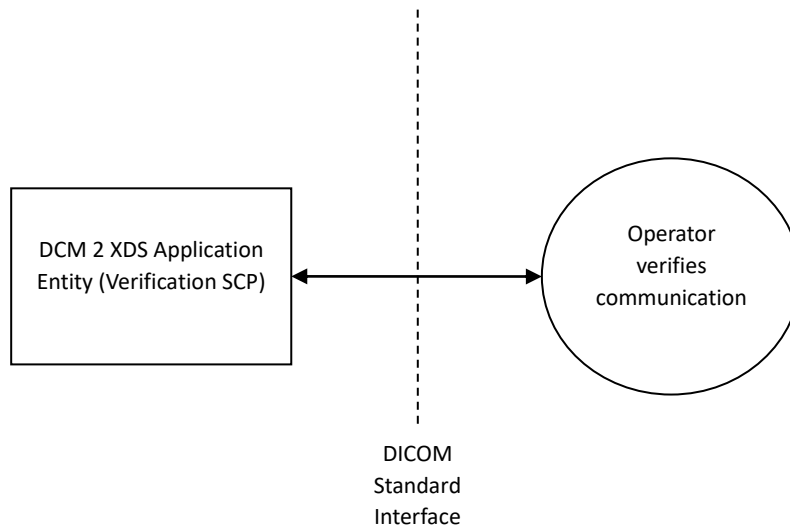 DCM 2 XDS Application
Entity (Verification SCP)
Operator
verifies
communication
DICOM
Standard
Interface